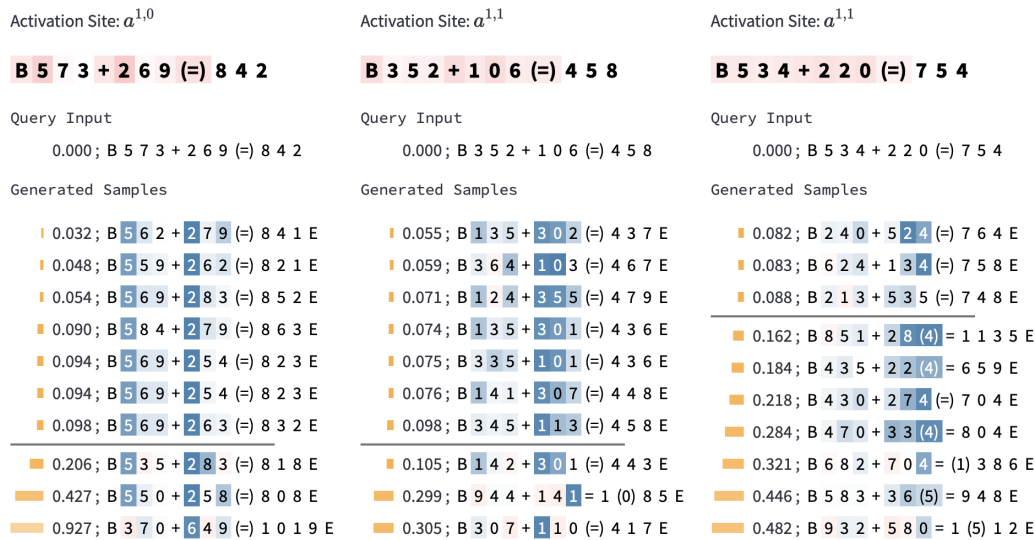 Activation Site: a^{1,0}
B 5 7 3 + 2 6 9 (=) 8 4 2
Query Input
0.000; B 5 7 3 + 2 6 9 (=) 8 4 2
Generated Samples
0.032; B 5 6 2 + 2 7 9 (=) 8 4 1 E
0.048; B 5 5 9 + 2 6 2 (=) 8 2 1 E
0.054; B 5 6 9 + 2 8 3 (=) 8 5 2 E
0.090; B 5 8 4 + 2 7 9 (=) 8 6 3 E
0.094; B 5 6 9 + 2 5 4 (=) 8 2 3 E
0.094; B 5 6 9 + 2 5 4 (=) 8 2 3 E
0.098; B 5 6 9 + 2 6 3 (=) 8 3 2 E
0.206; B 5 3 5 + 2 8 3 (=) 8 1 8 E
0.427; B 5 5 0 + 2 5 8 (=) 8 0 8 E
0.927; B 3 7 0 + 6 4 9 (=) 1 0 1 9 E
Activation Site: a^{1,1}
B 3 5 2 + 1 0 6 (=) 4 5 8
Query Input
0.000; B 3 5 2 + 1 0 6 (=) 4 5 8
Generated Samples
0.055; B 1 3 5 + 3 0 2 (=) 4 3 7 E
0.059; B 3 6 4 + 1 0 3 (=) 4 6 7 E
0.071; B 1 2 4 + 3 5 5 (=) 4 7 9 E
0.074; B 1 3 5 + 3 0 1 (=) 4 3 6 E
0.075; B 3 3 5 + 1 0 1 (=) 4 3 6 E
0.076; B 1 4 1 + 3 0 7 (=) 4 4 8 E
0.098; B 3 4 5 + 1 1 3 (=) 4 5 8 E
0.105; B 1 4 2 + 3 0 1 (=) 4 4 3 E
0.299; B 9 4 4 + 1 4 1 = 1 (0) 8 5 E
0.305; B 3 0 7 + 1 1 0 (=) 4 1 7 E
Activation Site: a^{1,1}
B 5 3 4 + 2 2 0 (=) 7 5 4
Query Input
0.000; B 5 3 4 + 2 2 0 (=) 7 5 4
Generated Samples
0.082; B 2 4 0 + 5 2 4 (=) 7 6 4 E
0.083; B 6 2 4 + 1 3 4 (=) 7 5 8 E
0.088; B 2 1 3 + 5 3 5 (=) 7 4 8 E
0.162; B 8 5 1 + 2 8 (4) = 1 1 3 5 E
0.184; B 4 3 5 + 2 2 (4) = 6 5 9 E
0.218; B 4 3 0 + 2 7 4 (=) 7 0 4 E
0.284; B 4 7 0 + 3 3 (4) = 8 0 4 E
0.321; B 6 8 2 + 7 0 4 = (1) 3 8 6 E
0.446; B 5 8 3 + 3 6 (5) = 9 4 8 E
0.482; B 9 3 2 + 5 8 0 = 1 (5) 1 2 E